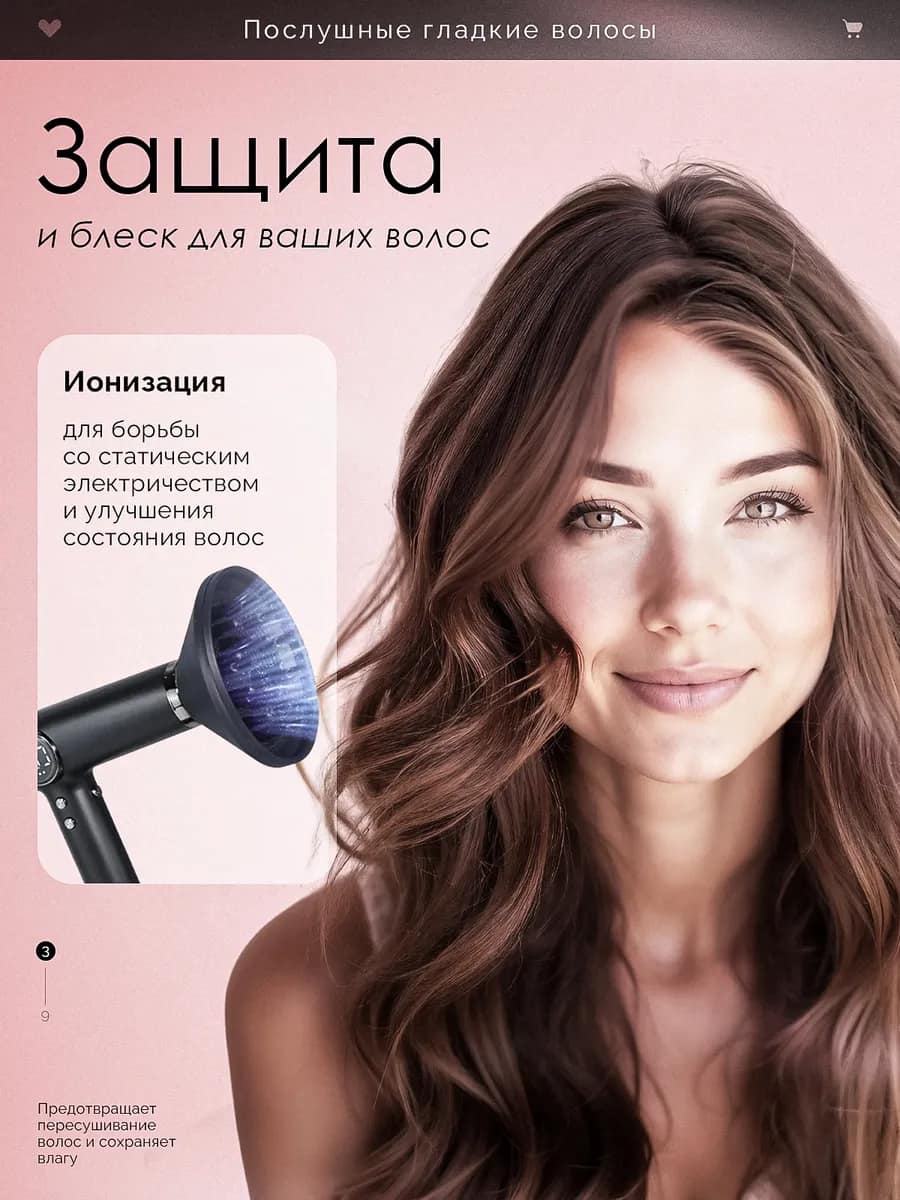 Послушные гладкие волосы
Защита
и блеск для ваших волос
Ионизация
для борьбы
со статическим
электричеством
и улучшения
состояния волос
3
9
Предотвращает
пересушивание
волос и сохраняет
влагу